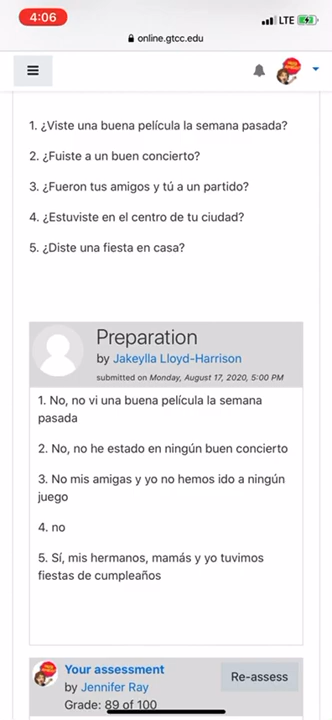 4:06
LTE
online.gtcc.edu
1. ¿Viste una buena película la semana pasada?
2. ¿Fuiste a un buen concierto?
3. ¿Fueron tus amigos y tú a un partido?
4. ¿Estuviste en el centro de tu ciudad?
5. ¿Diste una fiesta en casa?
Preparation
by Jakeylla Lloyd-Harrison
submitted on Monday, August 17, 2020, 5:00 PM
1. No, no vi una buena película la semana
pasada
2. No, no he estado en ningún buen concierto
3. No mis amigas y yo no hemos ido a ningún
juego
4. no
5. Sí, mis hermanos, mamás y yo tuvimos
fiestas de cumpleaños
Your assessment
by Jennifer Ray
Re-assess
Grade: 89 of 100